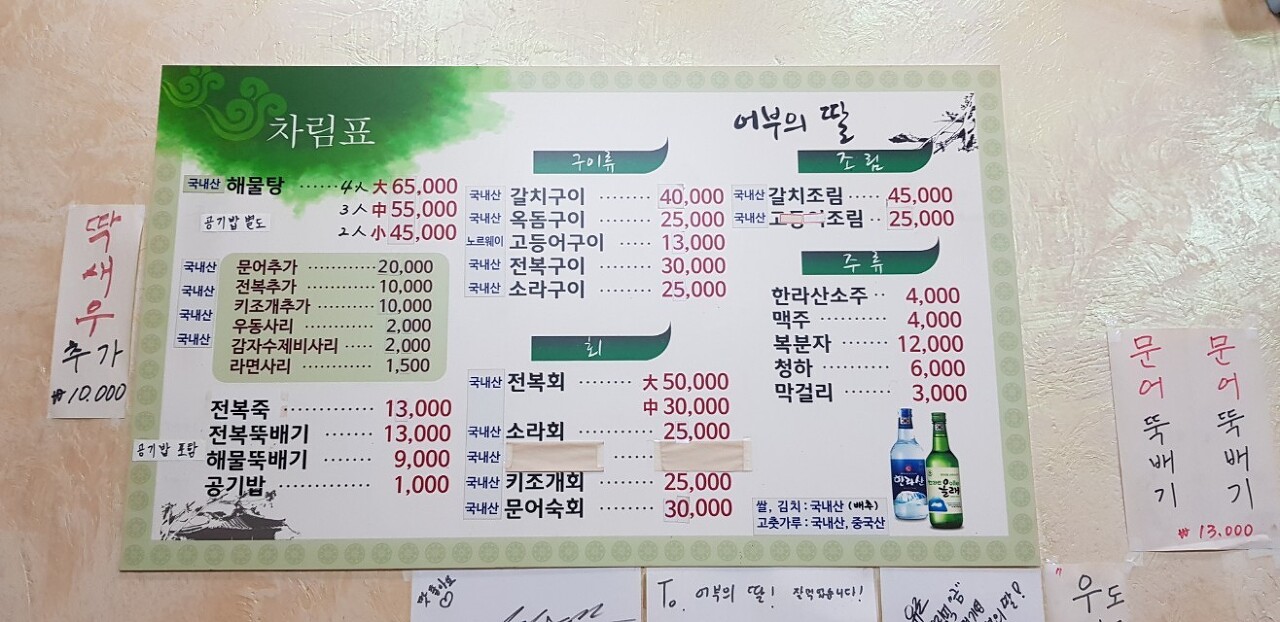 차림표
어부의 딸
국내산 해물탕 ······ 4人 大 65,000
3人 中 55,000
공기밥 별도
2人 小 45,000
국내산 문어추가 ············ 20,000
국내산 전복추가 ············ 10,000
국내산 키조개추가 ·········· 10,000
국내산 우동사리 ············ 2,000
감자수제비사리 ····· 2,000
라면사리 ············ 1,500
전복죽 ············ 13,000
전복뚝배기 ······· 13,000
공기밥 포함
해물뚝배기 ······· 9,000
공기밥 ············ 1,000
구이류
국내산 갈치구이 ······ 40,000
국내산 옥돔구이 ······ 25,000
노르웨이 고등어구이 ····· 13,000
국내산 전복구이 ······ 30,000
국내산 소라구이 ······ 25,000
회
국내산 전복회 ········ 大 50,000
中 30,000
국내산 소라회 ········ 25,000
국내산
국내산 키조개회 ······ 25,000
국내산 문어숙회 ······ 30,000
조림
국내산 갈치조림 ······ 45,000
국내산 조림 ···· 25,000
주류
한라산소주 ·· 4,000
맥주 ·········· 4,000
복분자 ······· 12,000
청하 ·········· 6,000
막걸리 ······· 3,000
한라산
올래
쌀, 김치 : 국내산 (배추)
고춧가루 : 국내산, 중국산
딱새우
추가
₩10,000
문어뚝배기
문어뚝배기
₩13,000
To. 어부의 딸! 잘먹었습니다!
우도